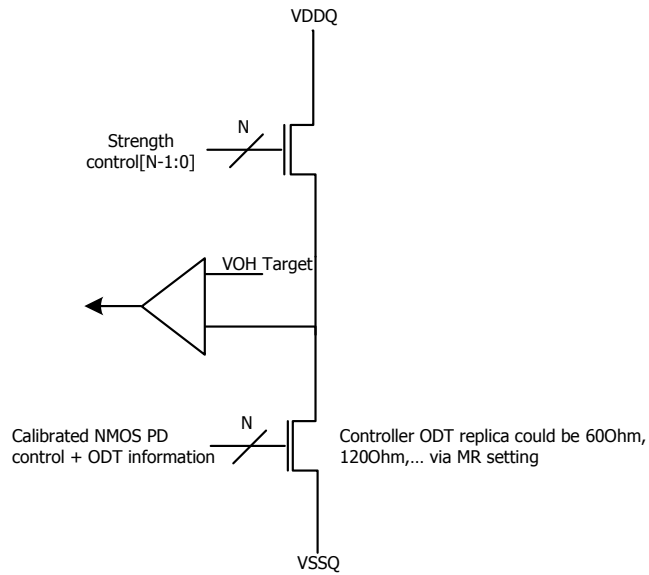 VDDQ
N
Strength
control[N-1:0]
VOH Target
N
Calibrated NMOS PD
control + ODT information
Controller ODT replica could be 60Ohm,
120Ohm,... via MR setting
VSSQ